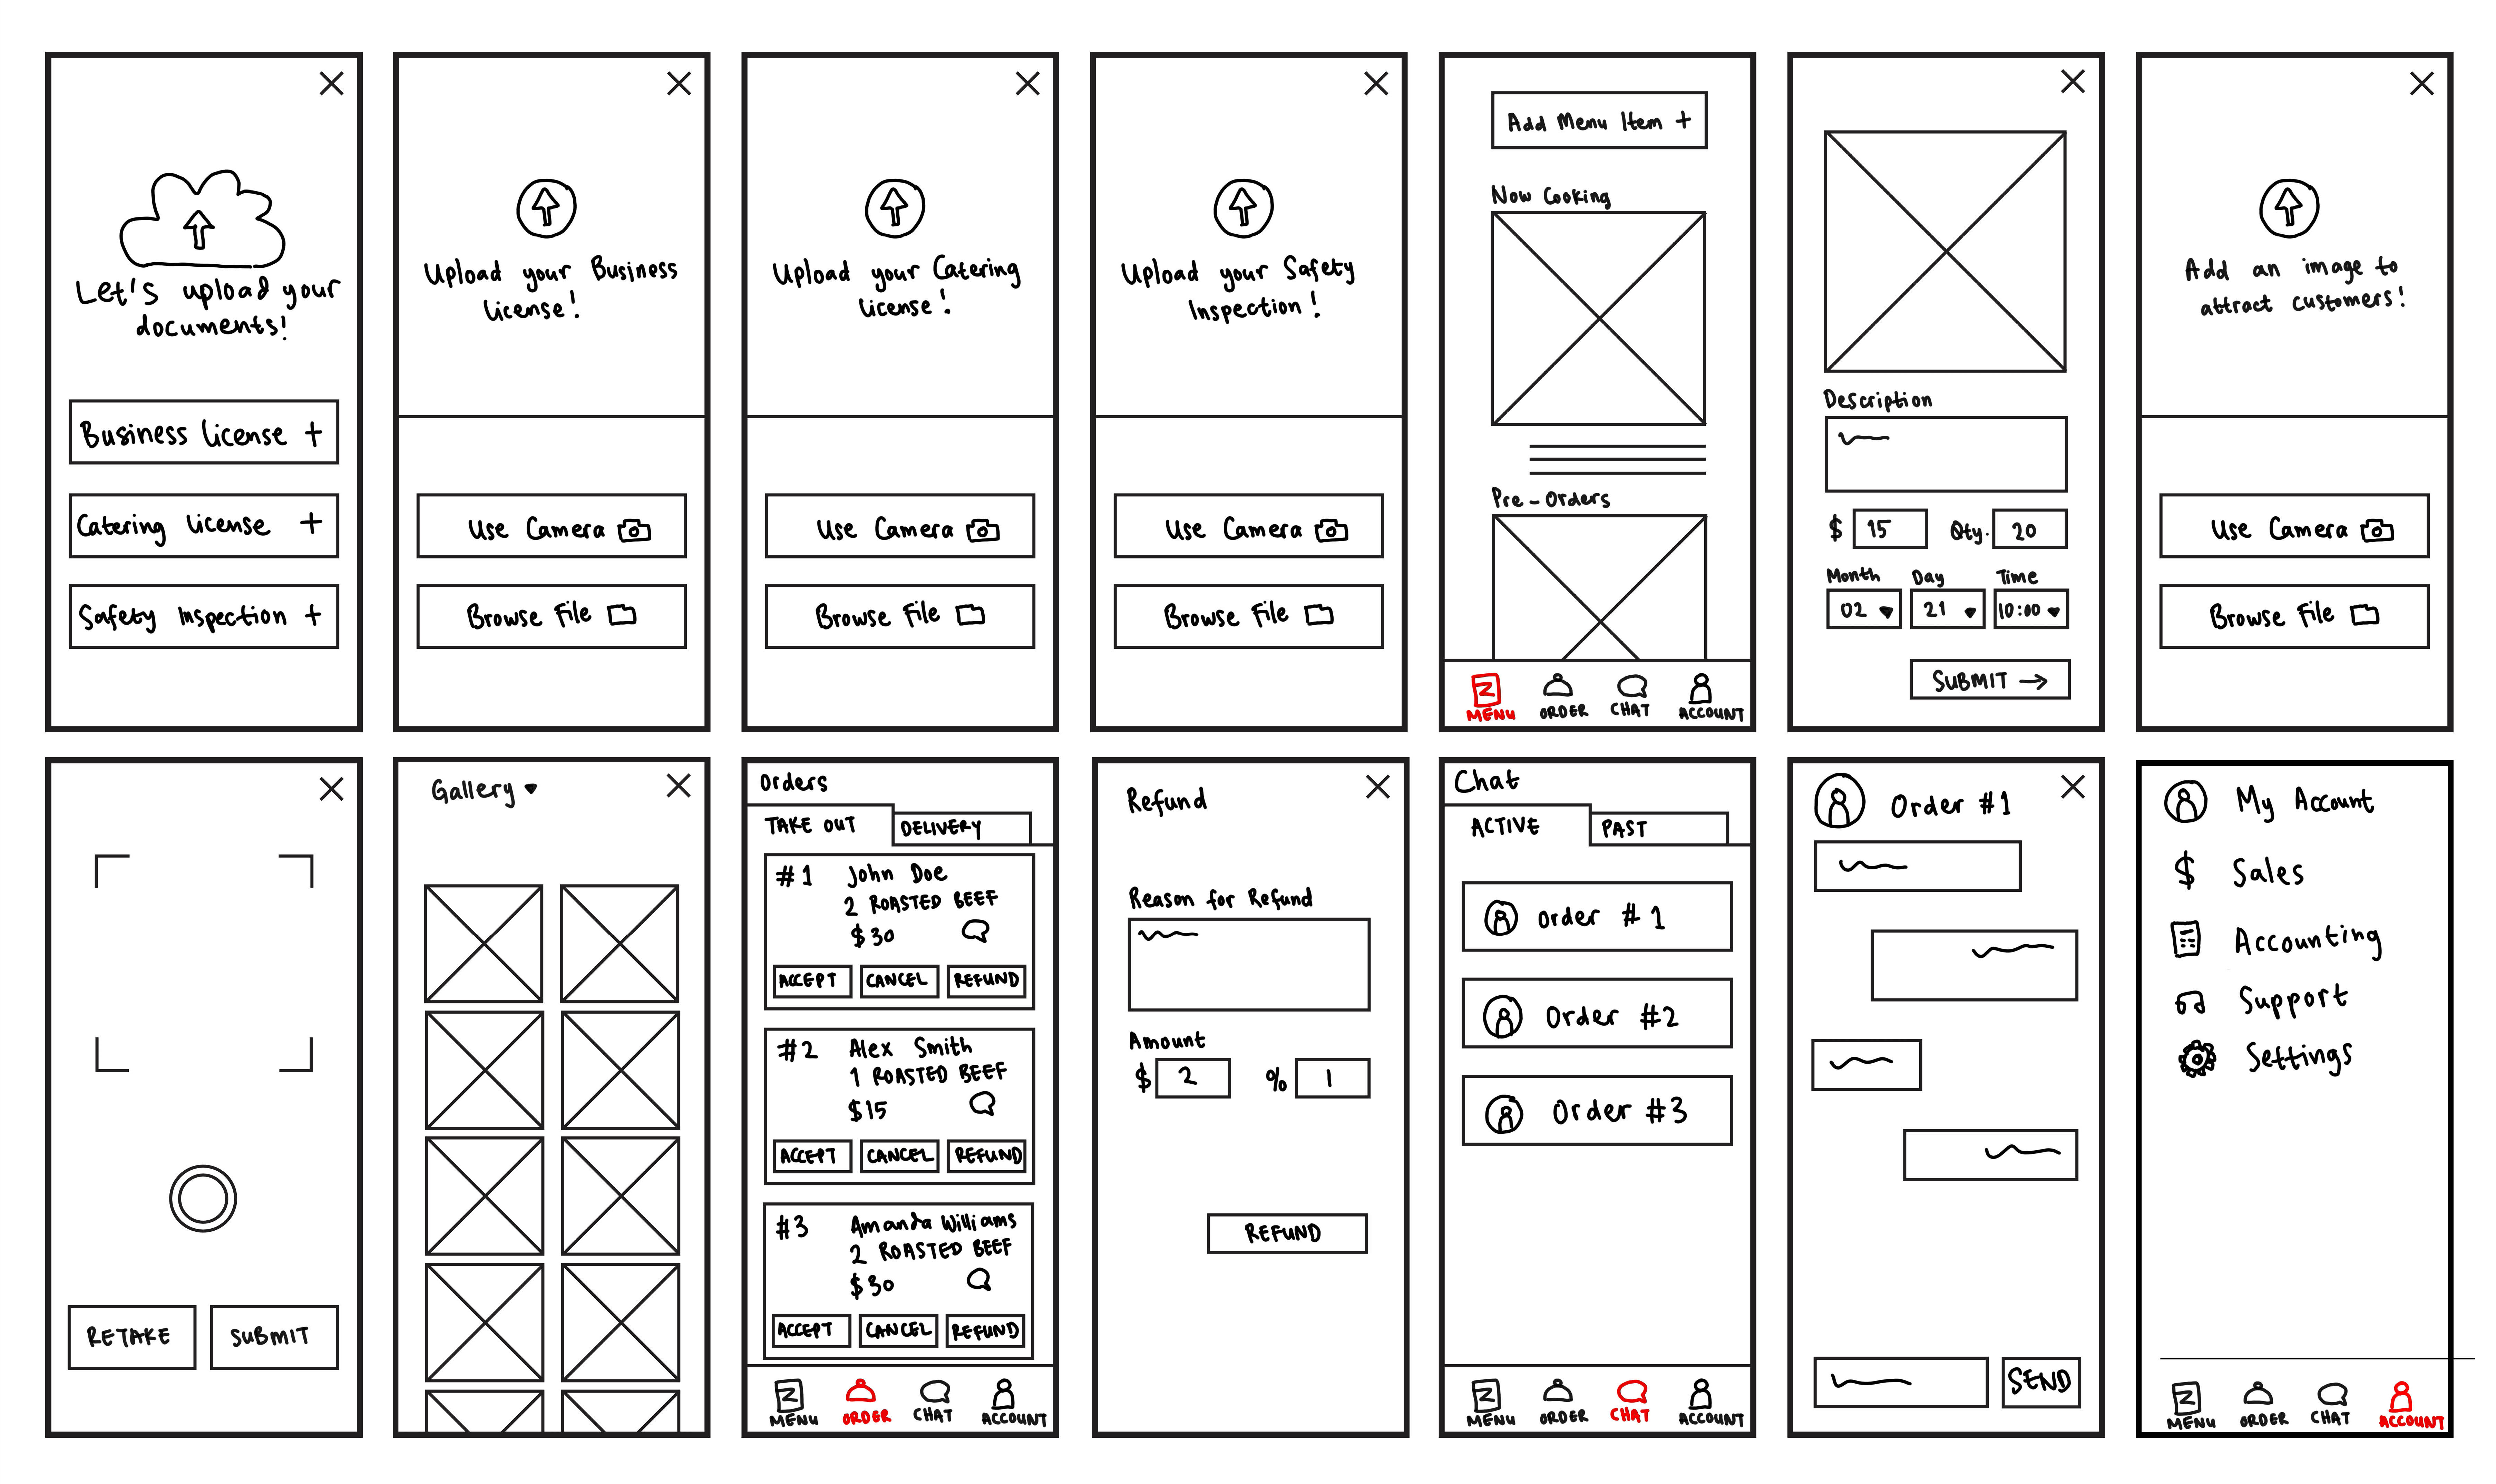 Let's upload your
documents!
Business License +
Catering License +
Safety Inspection +
Upload your Business
License!
Use Camera
Browse File
Upload your Catering
License!
Use Camera
Browse File
Upload your Safety
Inspection!
Use Camera
Browse File
Add Menu Item +
Now Cooking
Pre-Orders
MENU ORDER CHAT ACCOUNT
Description
$ 15 Qty. 20
Month Day Time
02 21 10:00
SUBMIT →
Add an image to
attract customers!
Use Camera
Browse File
RETAKE SUBMIT
Gallery
Orders
TAKE OUT DELIVERY
#1 John Doe
2 ROASTED BEEF
$30
ACCEPT CANCEL REFUND
#2 Alex Smith
1 ROASTED BEEF
$15
ACCEPT CANCEL REFUND
#3 Amanda Williams
2 ROASTED BEEF
$30
ACCEPT CANCEL REFUND
MENU ORDER CHAT ACCOUNT
Refund
Reason for Refund
Amount
$ 2 % 1
REFUND
Chat
ACTIVE PAST
Order #1
Order #2
Order #3
MENU ORDER CHAT ACCOUNT
Order #1
SEND
My Account
$ Sales
Accounting
Support
Settings
MENU ORDER CHAT ACCOUNT